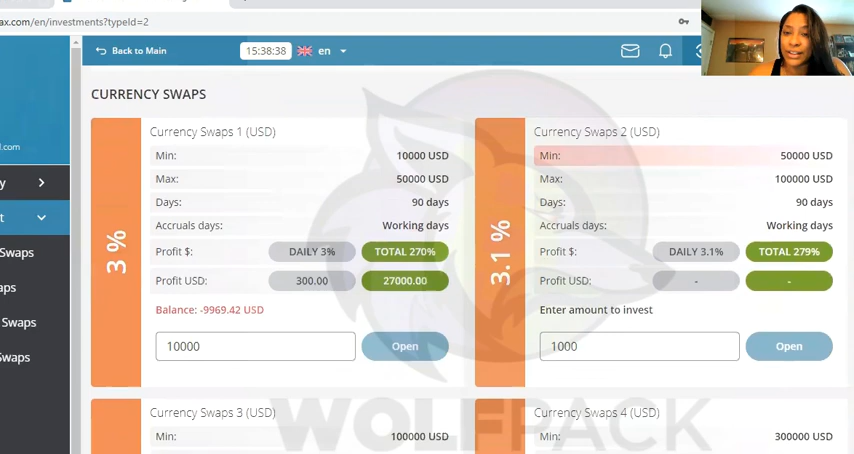 ax.com/en/investments?typeId=2
Back to Main
15:38:38
en
CURRENCY SWAPS
Currency Swaps 1 (USD)
Min: 10000 USD
Max: 50000 USD
Days: 90 days
Accruals days: Working days
Profit $: DAILY 3% TOTAL 270%
Profit USD: 300.00 27000.00
Balance: -9969.42 USD
10000 Open
3 %
Currency Swaps 2 (USD)
Min: 50000 USD
Max: 100000 USD
Days: 90 days
Accruals days: Working days
Profit $: DAILY 3.1% TOTAL 279%
Profit USD: - -
Enter amount to invest
1000 Open
3.1 %
Currency Swaps 3 (USD)
Min: 100000 USD
Currency Swaps 4 (USD)
Min: 300000 USD
.com
y
t
Swaps
aps
Swaps
Swaps
WOLFPACK